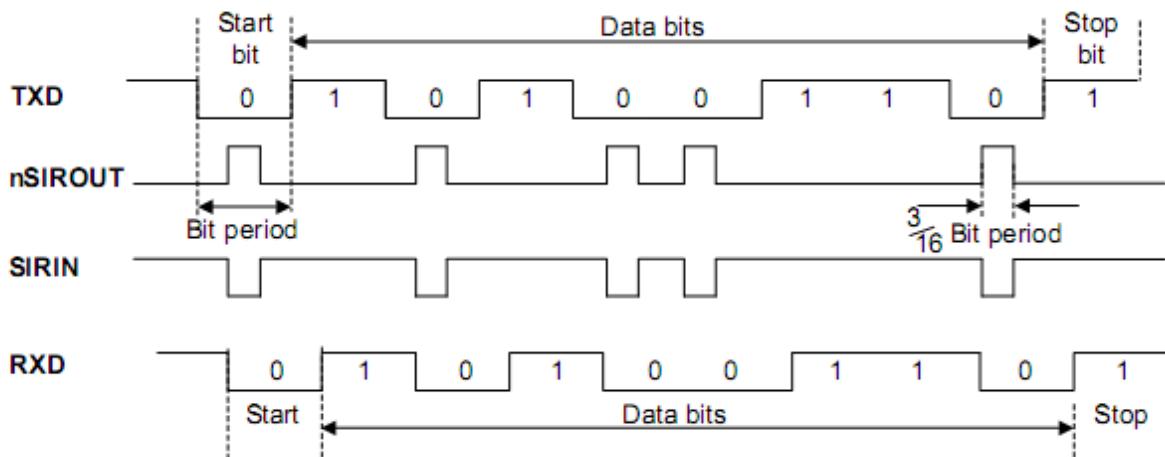 Start bit
Data bits
Stop bit
TXD
0 1 0 1 0 0 1 1 0 1
nSIROUT
Bit period
3/16 Bit period
SIRIN
RXD
0 1 0 1 0 0 1 1 0 1
Start
Data bits
Stop